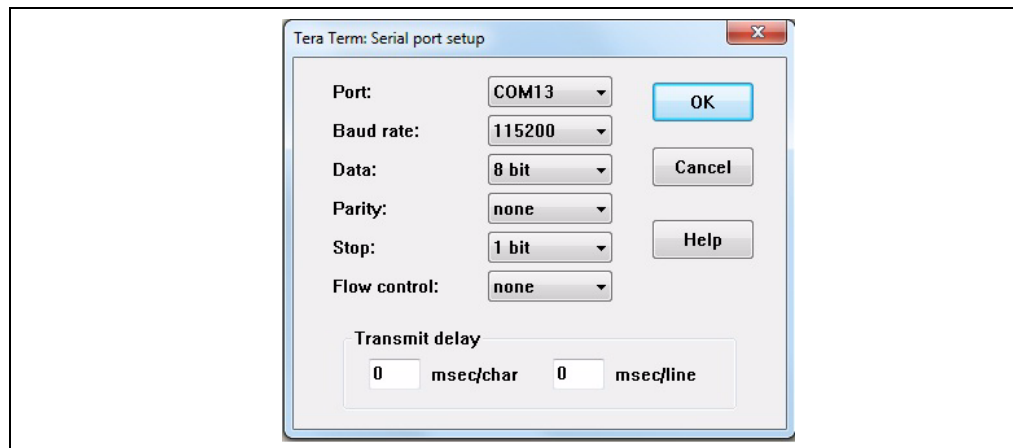 Tera Term: Serial port setup
Port: COM13
OK
Baud rate: 115200
Data: 8 bit
Cancel
Parity: none
Stop: 1 bit
Help
Flow control: none
Transmit delay
0 msec/char 0 msec/line